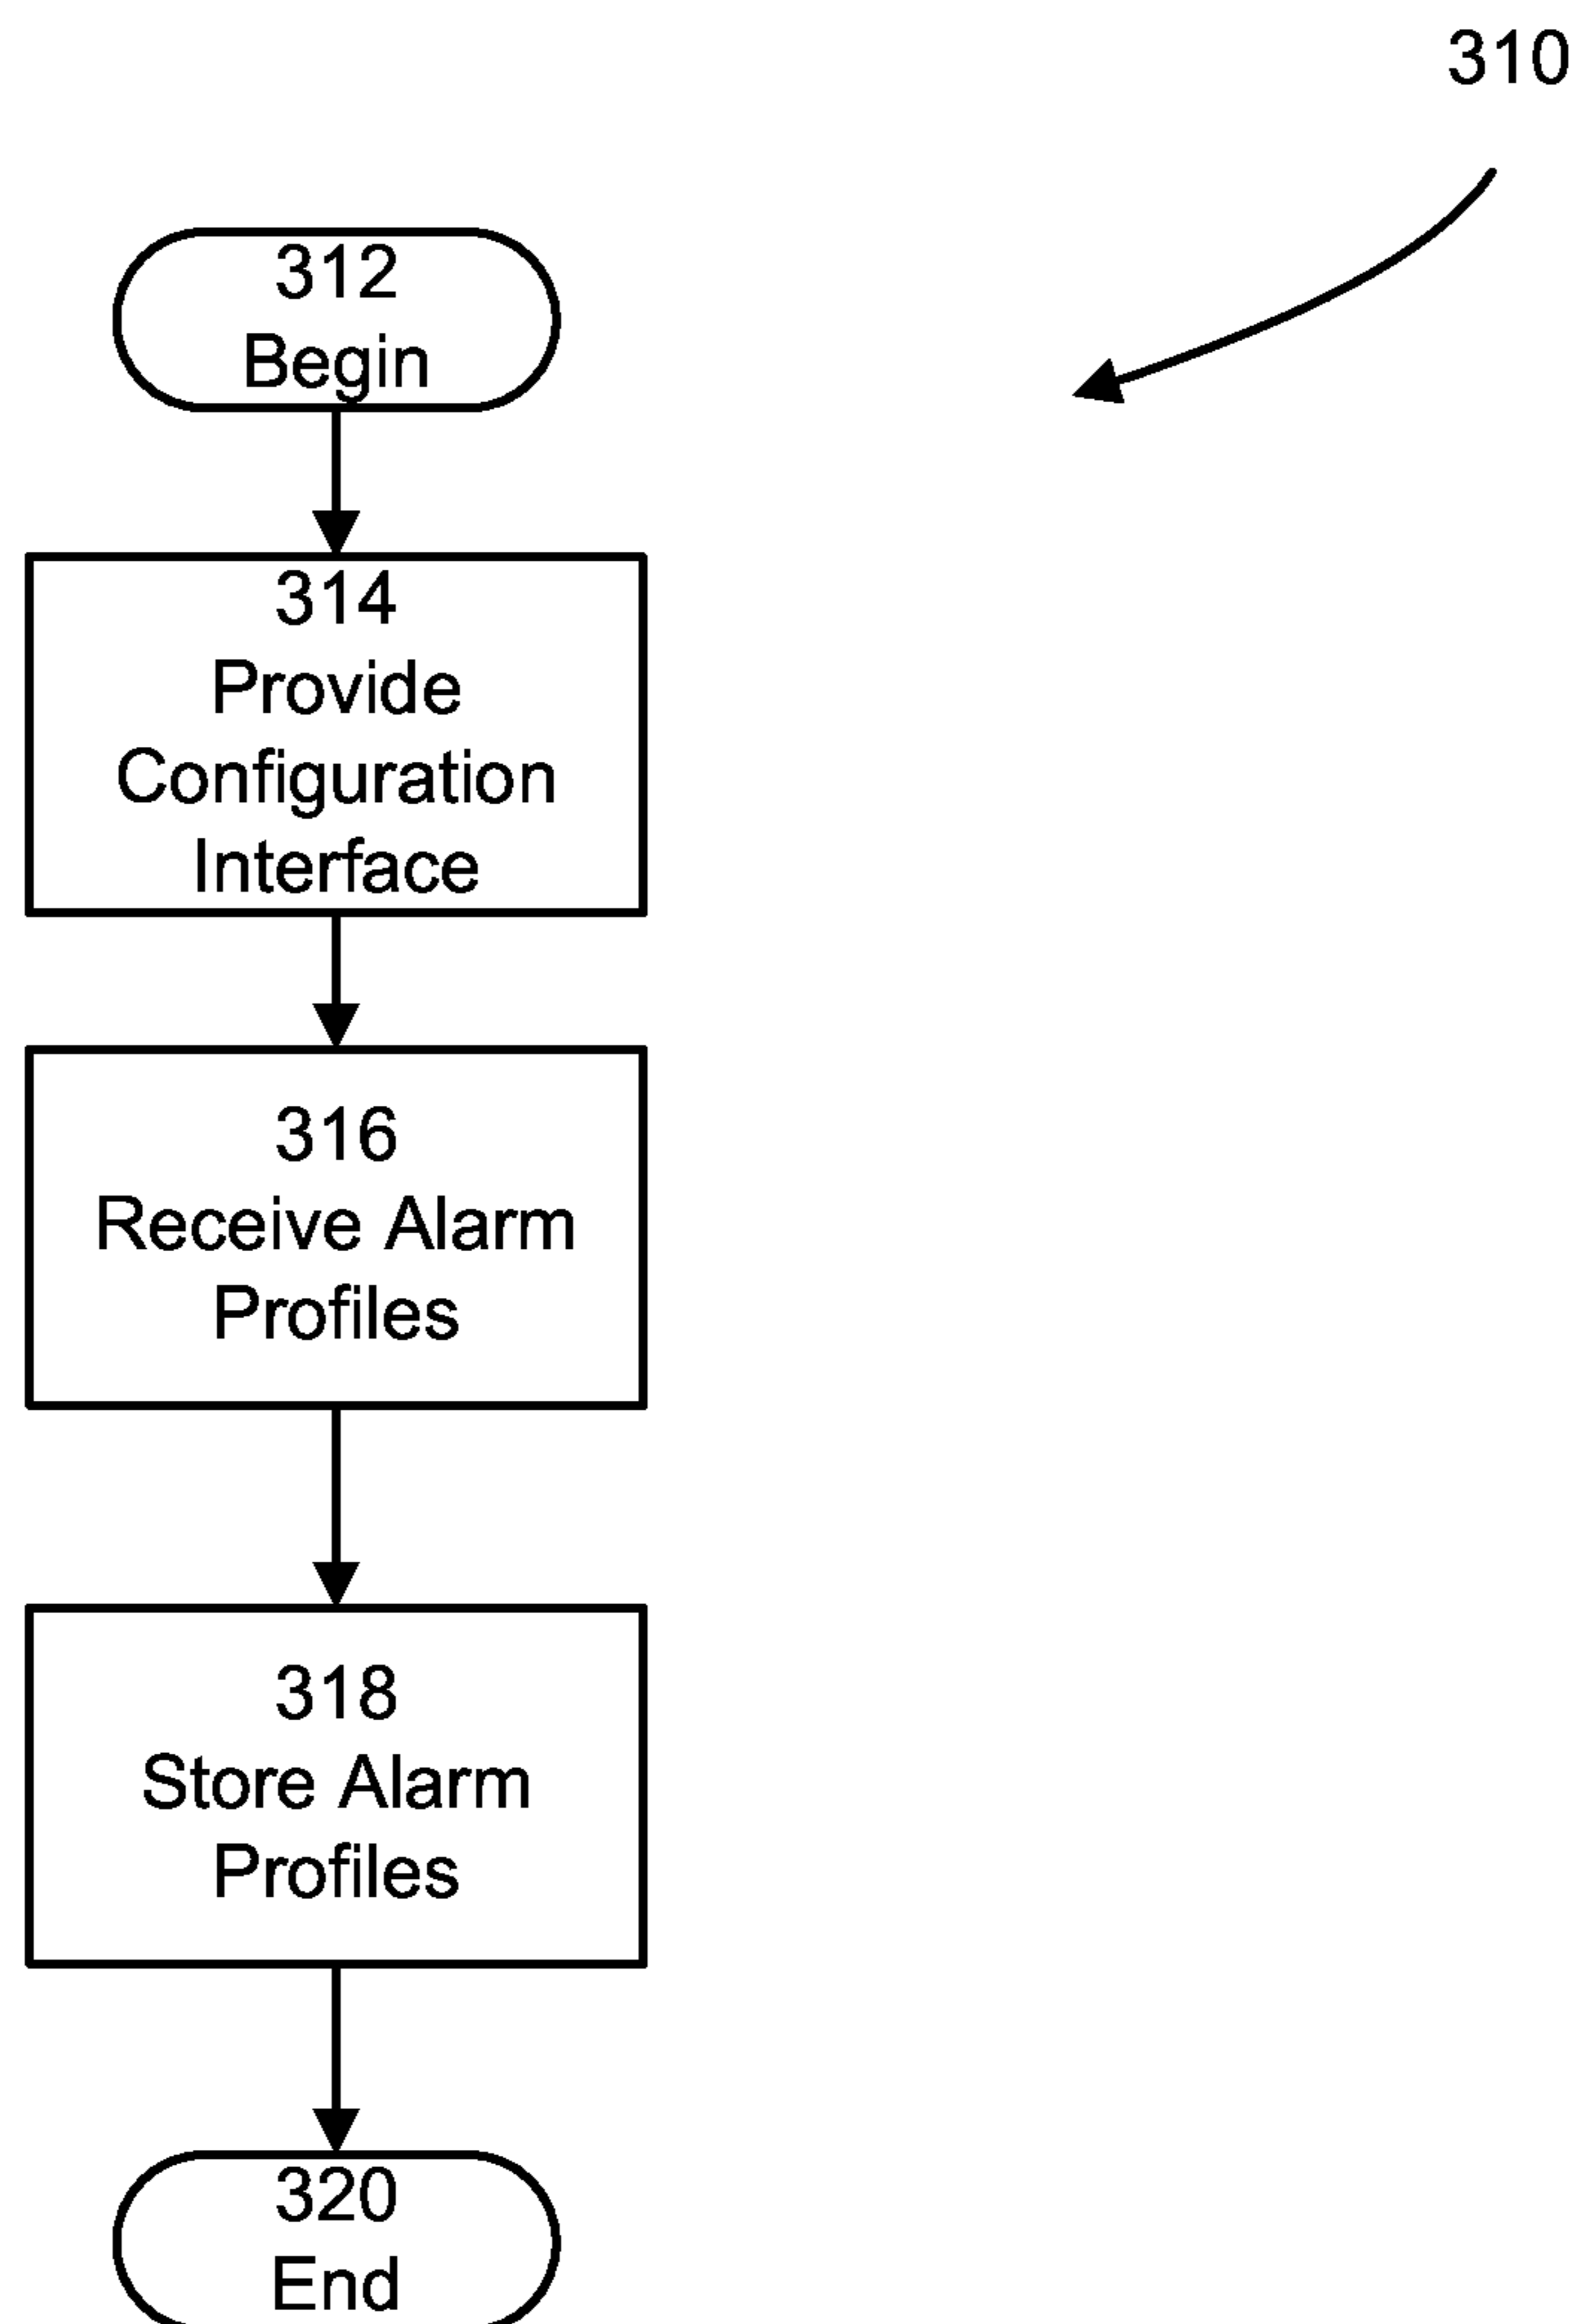 310
312
Begin
314
Provide
Configuration
Interface
316
Receive Alarm
Profiles
318
Store Alarm
Profiles
320
End